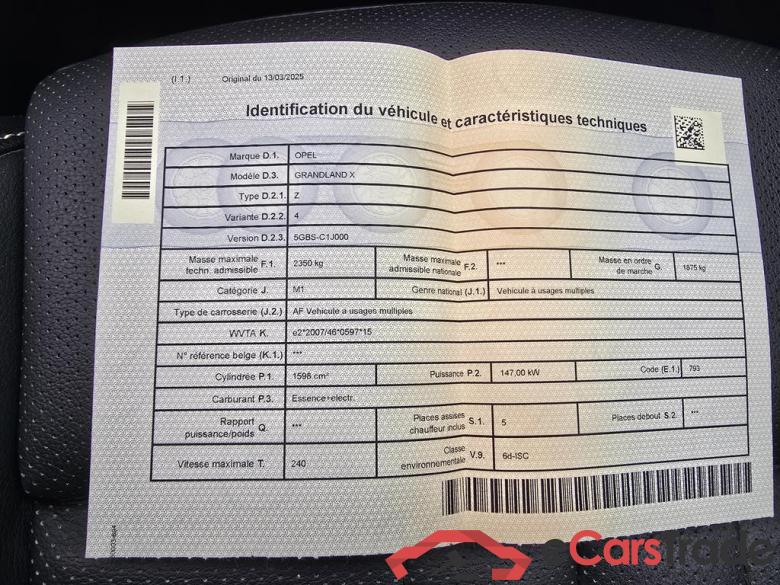 (I.1.) Original du 13/03/2025
Identification du véhicule et caractéristiques techniques
Marque D.1. OPEL
Modèle D.3. GRANDLAND X
Type D.2.1. Z
Variante D.2.2. 4
Version D.2.3. 5GBS-C1J000
Masse maximale techn. admissible F.1. 2350 kg Masse maximale admissible nationale F.2. *** Masse en ordre de marche G. 1875 kg
Catégorie J. M1 Genre national (J.1.) Véhicule à usages multiples
Type de carrosserie (J.2.) AF Véhicule à usages multiples
WVTA K. e2*2007/46*0597*15
N° référence belge (K.1.) ***
Cylindrée P.1. 1598 cm³ Puissance P.2. 147,00 kW Code (E.1.) 793
Carburant P.3. Essence+électr.
Rapport puissance/poids Q. *** Places assises chauffeur inclus S.1. 5 Places debout S.2. ***
Vitesse maximale T. 240 Classe environnementale V.9. 6d-ISC
eCarstrade